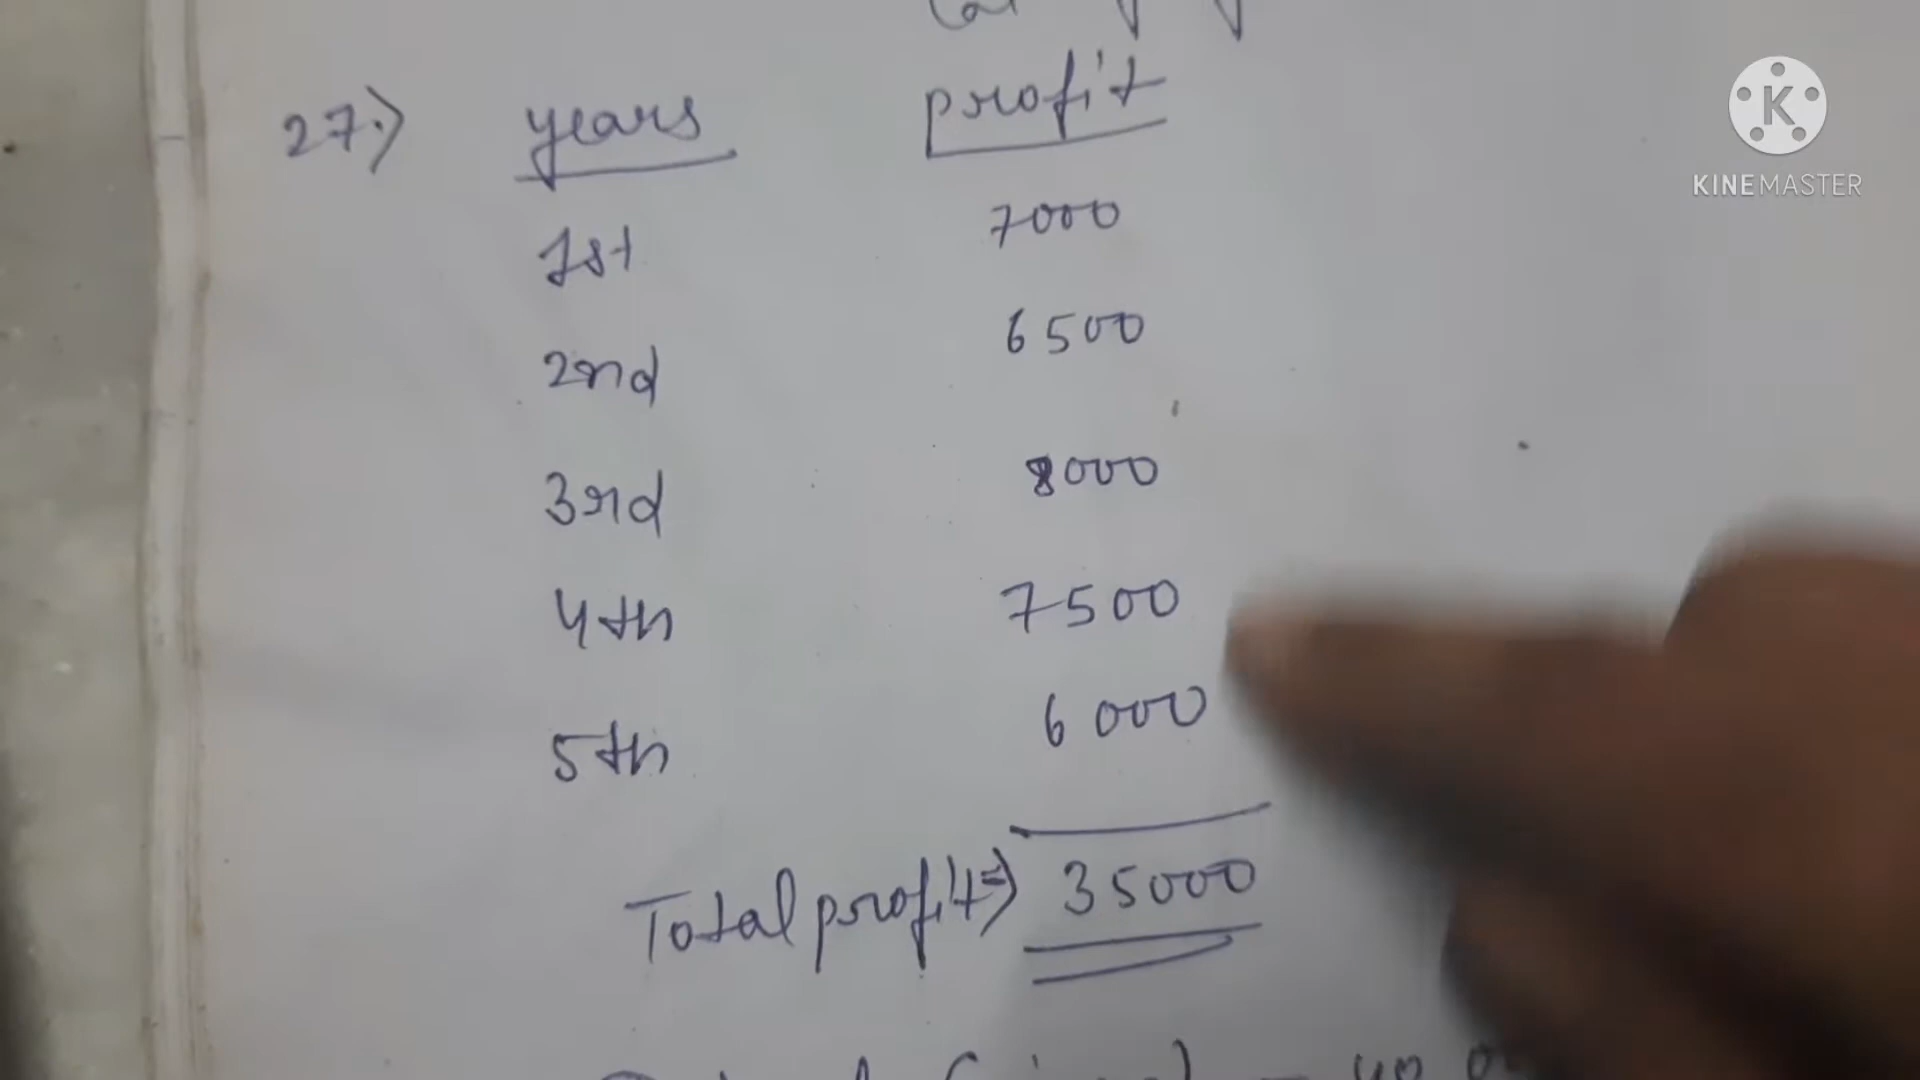 27.) years profit
1st 7000
2nd 6500
3rd 8000
4th 7500
5th 6000
Total profit => 35000
K
KINEMASTER